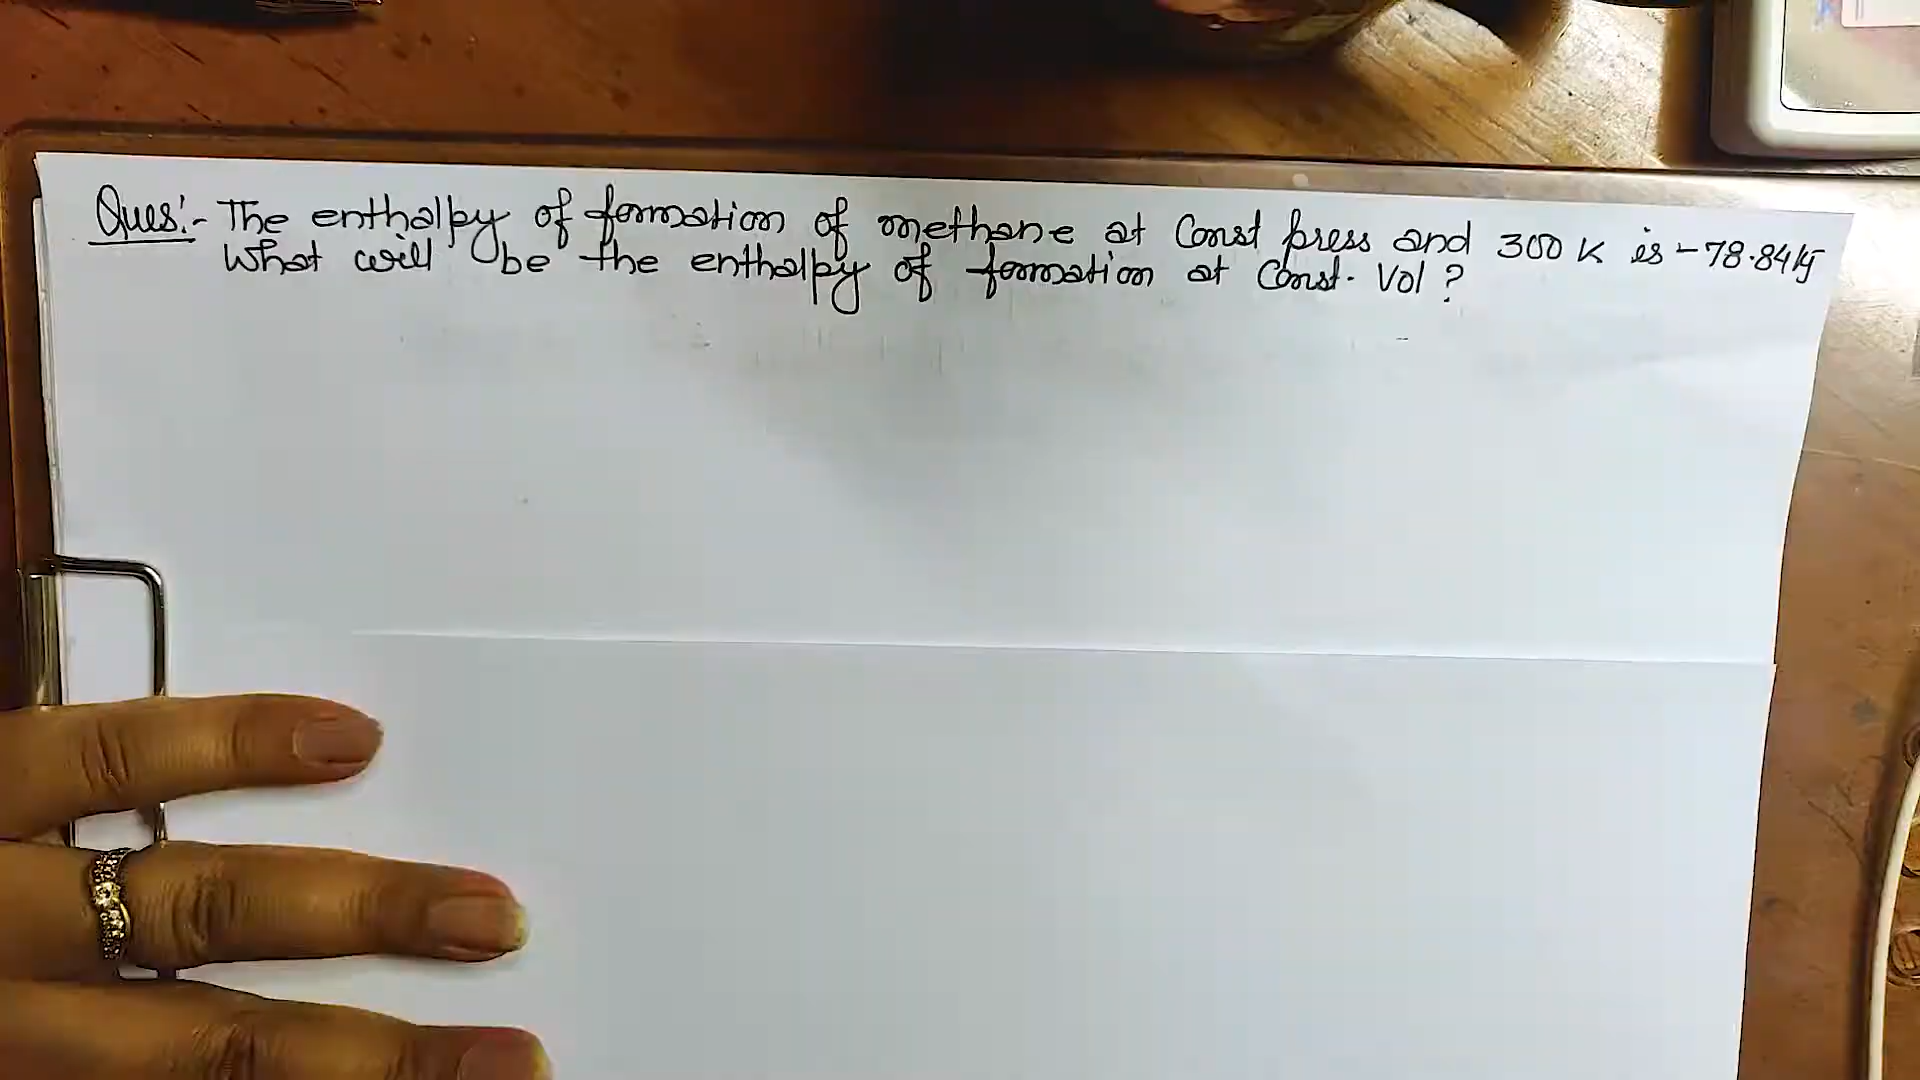 Ques:- The enthalpy of formation of methane at Const press and 300 K is -78.84 kJ
What will be the enthalpy of formation at Const. Vol ?